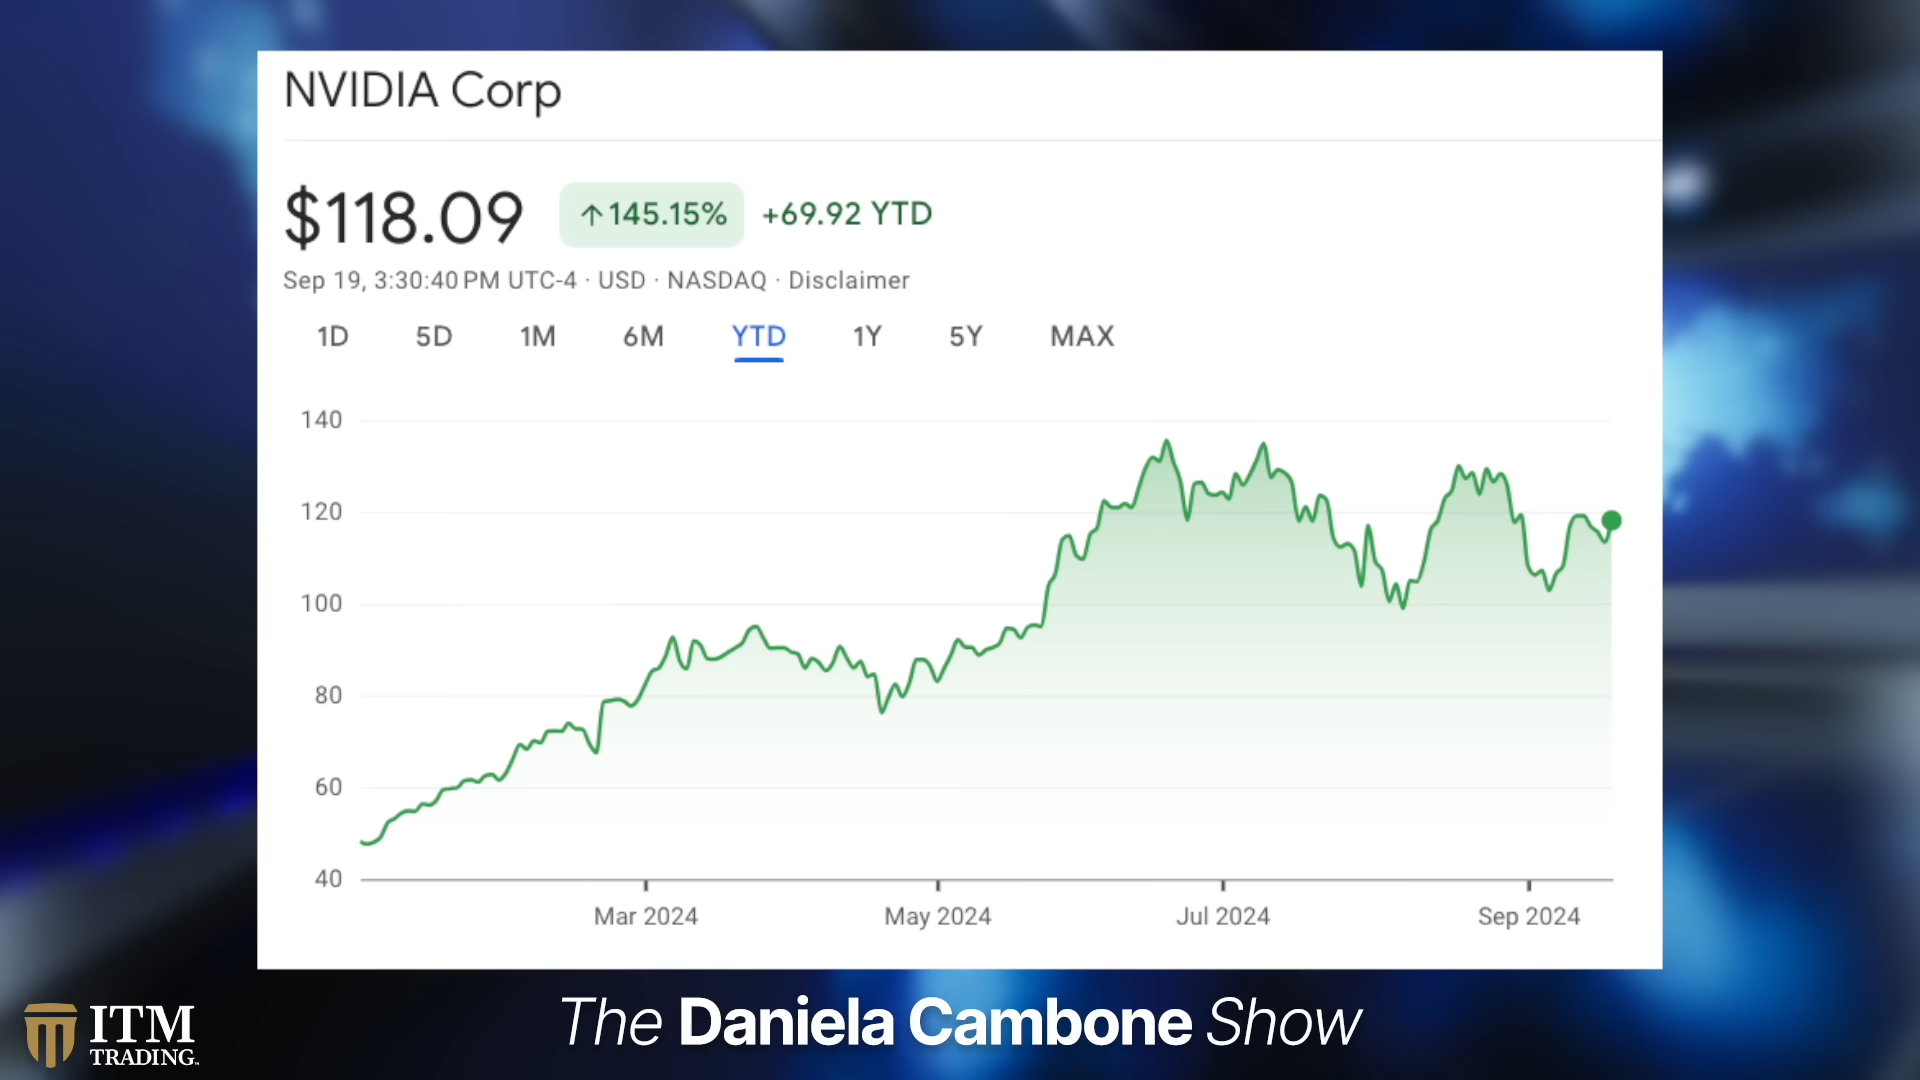 NVIDIA Corp
$118.09 ↑145.15% +69.92 YTD
Sep 19, 3:30:40 PM UTC-4 · USD · NASDAQ · Disclaimer
1D 5D 1M 6M YTD 1Y 5Y MAX
140
120
100
80
60
40
Mar 2024 May 2024 Jul 2024 Sep 2024
ITM
TRADING
The Daniela Cambone Show